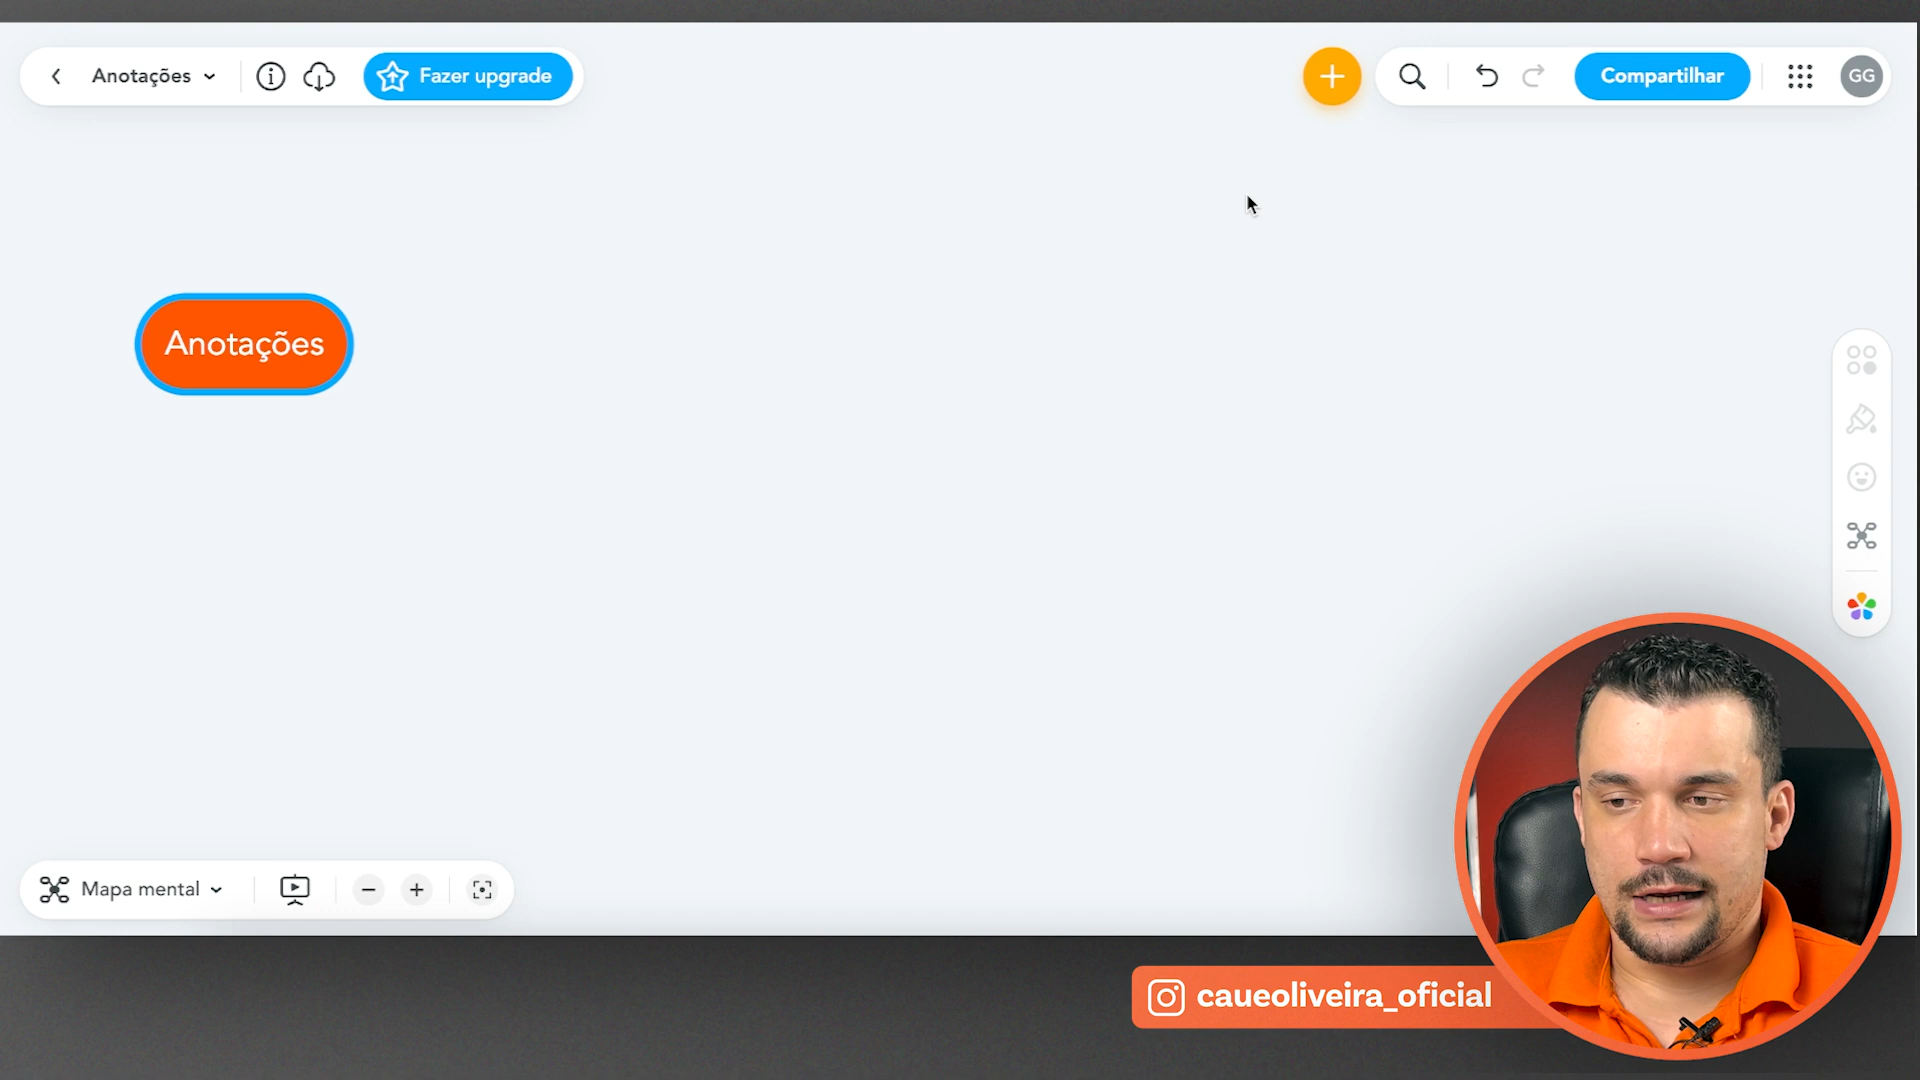 Anotações
Fazer upgrade
Compartilhar
GG
Anotações
Mapa mental
caueoliveira_oficial